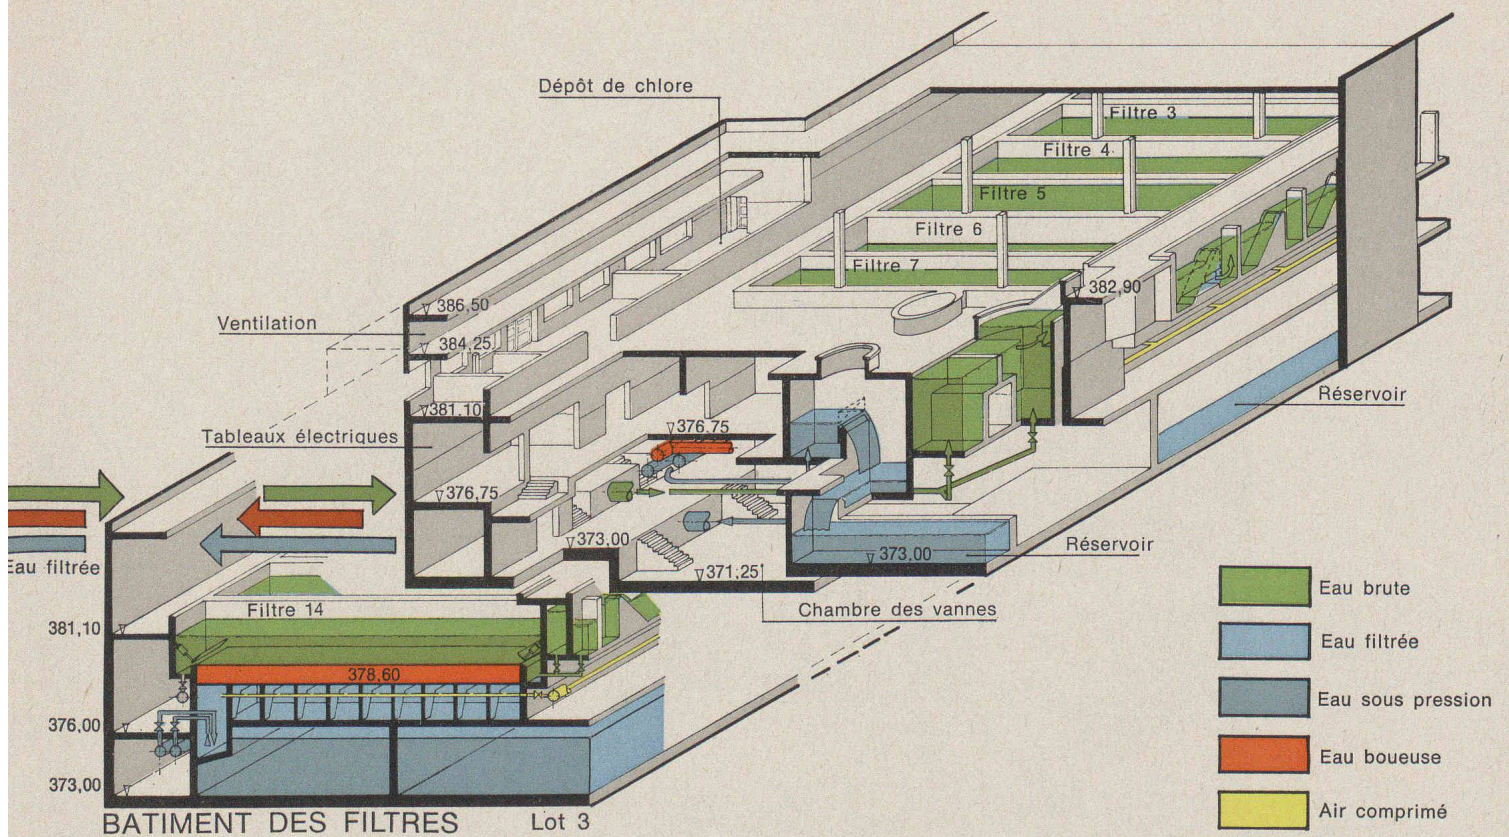 Dépôt de chlore
Filtre 3
Filtre 4
Filtre 5
Filtre 6
Filtre 7
382,90
386,50
Ventilation
384,25
381,10
Tableaux électriques
376,75
376,75
373,00
371,25
373,00
Réservoir
Réservoir
Chambre des vannes
Eau filtrée
Filtre 14
381,10
378,60
376,00
373,00
BATIMENT DES FILTRES Lot 3
Eau brute
Eau filtrée
Eau sous pression
Eau boueuse
Air comprimé